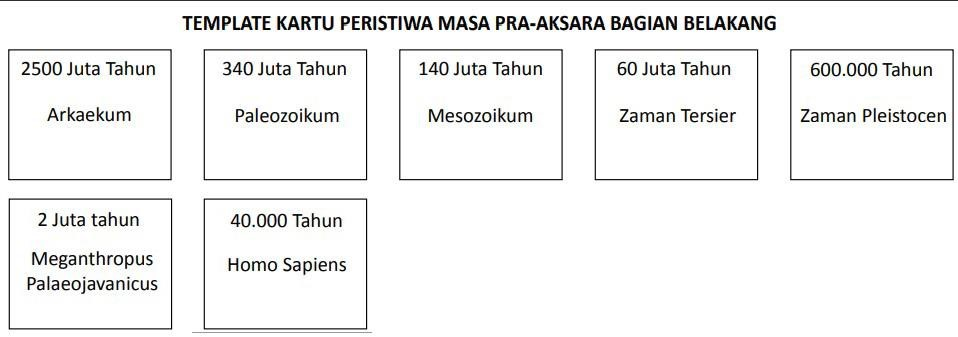 TEMPLATE KARTU PERISTIWA MASA PRA-AKSARA BAGIAN BELAKANG
2500 Juta Tahun
Arkaekum
340 Juta Tahun
Paleozoikum
140 Juta Tahun
Mesozoikum
60 Juta Tahun
Zaman Tersier
600.000 Tahun
Zaman Pleistocen
2 Juta tahun
Meganthropus
Palaeojavanicus
40.000 Tahun
Homo Sapiens